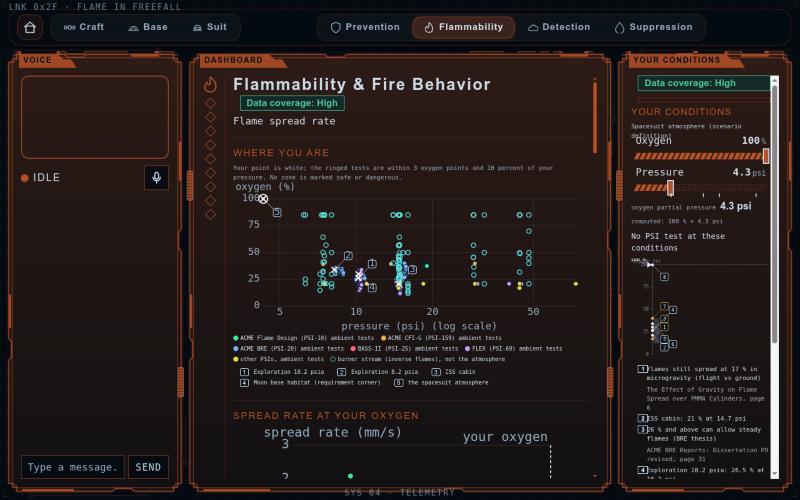 LNK 0x2F · FLAME IN FREEFALL
Craft
Base
Suit
Prevention
Flammability
Detection
Suppression
VOICE
IDLE
Type a message.
SEND
DASHBOARD
Flammability & Fire Behavior
Data coverage: High
Flame spread rate
WHERE YOU ARE
Your point is white; the ringed tests are within 3 oxygen points and 10 percent of your
pressure. No zone is marked safe or dangerous.
oxygen (%)
100
75
50
25
0
5
10
20
50
5
2
1
3
4
pressure (psi) (log scale)
ACME Flame Design (PSI-10) ambient tests
ACME CFI-G (PSI-159) ambient tests
ACME BRE (PSI-20) ambient tests
BASS-II (PSI-25) ambient tests
FLEX (PSI-69) ambient tests
other PSIs, ambient tests
burner stream (inverse flames), not the atmosphere
1 Exploration 10.2 psia
2 Exploration 8.2 psia
3 ISS cabin
4 Moon base habitat (requirement corner)
5 the spacesuit atmosphere
SPREAD RATE AT YOUR OXYGEN
spread rate (mm/s)
your oxygen
3
2
SYS 04 · TELEMETRY
YOUR CONDITIONS
Data coverage: High
YOUR CONDITIONS
Spacesuit atmosphere (scenario
definition)
Oxygen
100 %
Pressure
4.3 psi
oxygen partial pressure 4.3 psi
computed: 100 % × 4.3 psi
No PSI test at these
conditions
1 Flames still spread at 17 % in
microgravity (flight vs ground)
The Effect of Gravity on Flame
Spread over PMMA Cylinders, page
6
2 ISS cabin: 21 % at 14.7 psi
3 26 % and above can allow steady
flames (BRE thesis)
ACME BRE Reports: Dissertation PD
revised, page 31
4 Exploration 10.2 psia: 26.5 % at